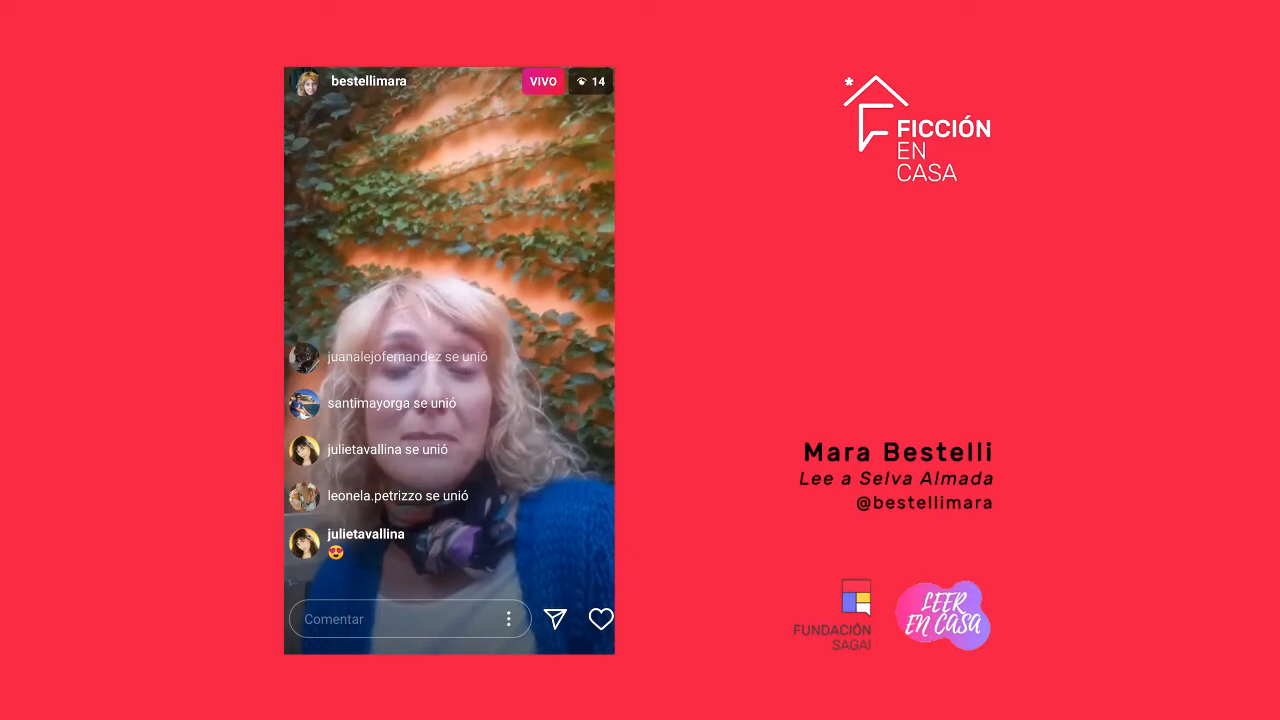 bestellimara
VIVO
14
juanalejofernandez se unió
santimayorga se unió
julietavallina se unió
leonela.petrizzo se unió
julietavallina
😍
Comentar
FICCIÓN
EN
CASA
Mara Bestelli
Lee a Selva Almada
@bestellimara
FUNDACIÓN
SAGAI
LEER
EN CASA